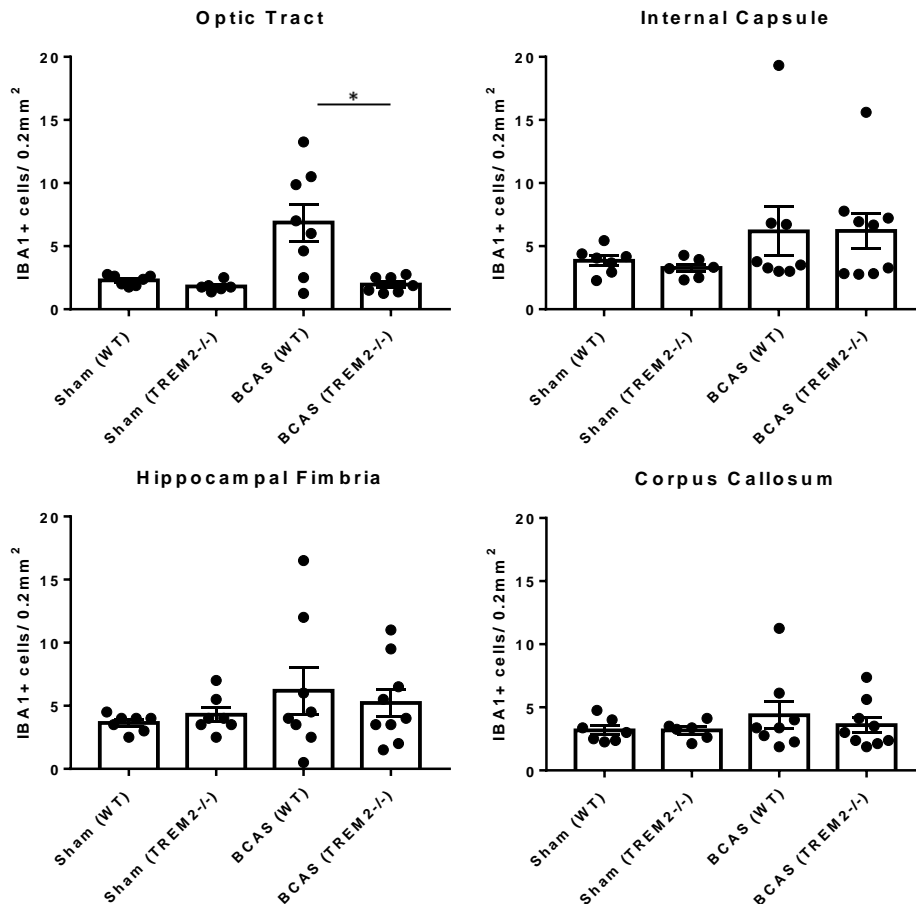 Optic Tract
IBA1+ cells/ 0.2mm²
20
15
10
5
0
*
Sham (WT)
Sham (TREM2-/-)
BCAS (WT)
BCAS (TREM2-/-)
Internal Capsule
IBA1+ cells/ 0.2mm²
20
15
10
5
0
Sham (WT)
Sham (TREM2-/-)
BCAS (WT)
BCAS (TREM2-/-)
Hippocampal Fimbria
IBA1+ cells/ 0.2mm²
20
15
10
5
0
Sham (WT)
Sham (TREM2-/-)
BCAS (WT)
BCAS (TREM2-/-)
Corpus Callosum
IBA1+ cells/ 0.2mm²
20
15
10
5
0
Sham (WT)
Sham (TREM2-/-)
BCAS (WT)
BCAS (TREM2-/-)